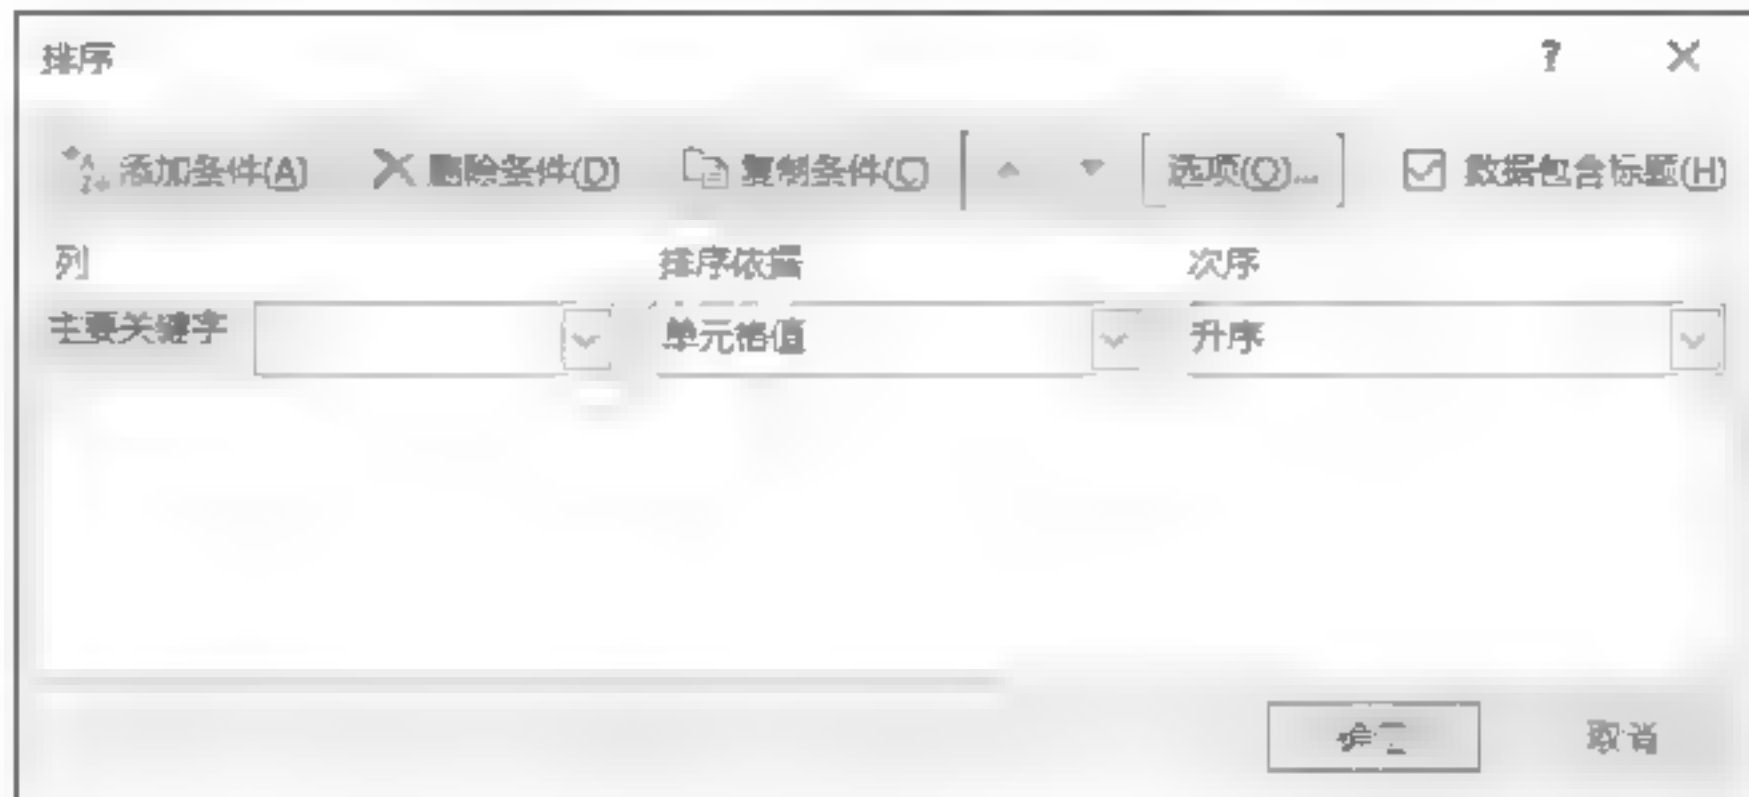 排序 ?
添加条件(A) 删除条件(D) 复制条件(C) 选项(O)... 数据包含标题(H)
列 排序依据 次序
主要关键字 单元格值 升序
取消